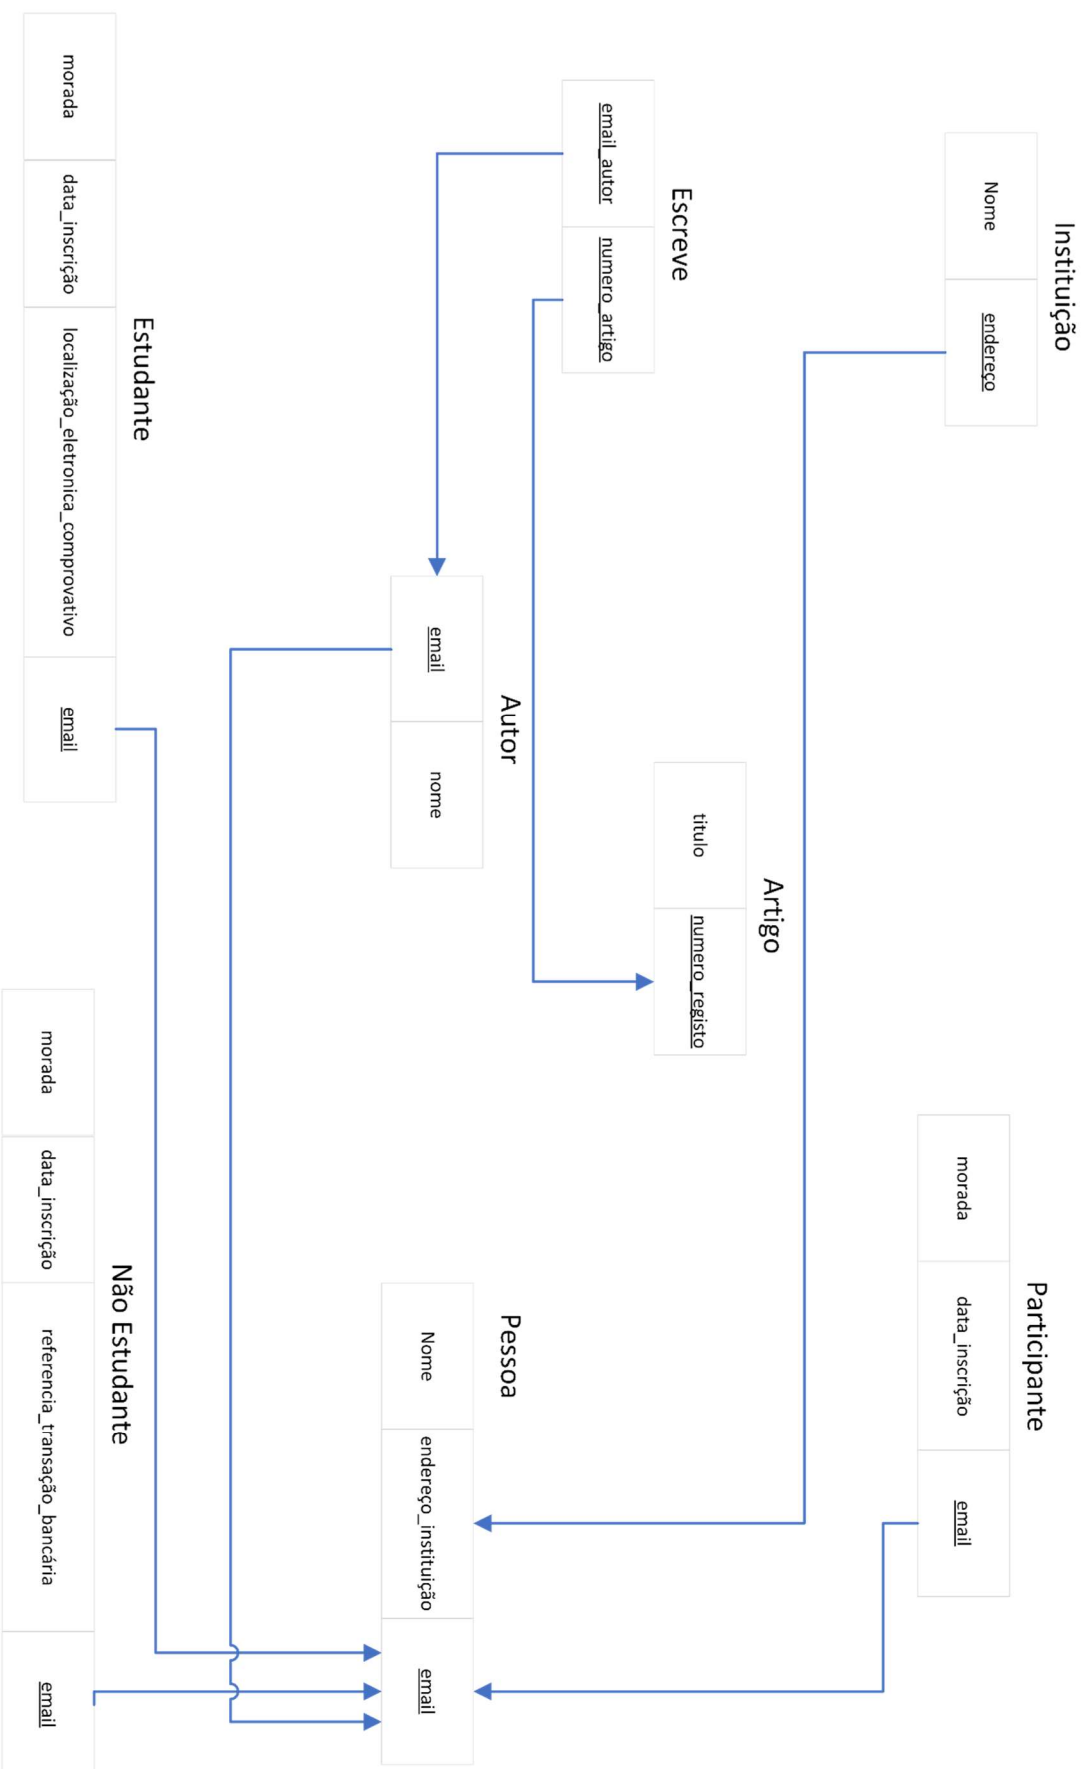 Instituição
Nome
endereço
Participante
morada
data_inscrição
email
Artigo
titulo
numero_registo
Escreve
email_autor
numero_artigo
Autor
email
nome
Pessoa
Nome
endereço_instituição
email
Estudante
morada
data_inscrição
localização_eletronica_comprovativo
email
Não Estudante
morada
data_inscrição
referencia_transação_bancária
email